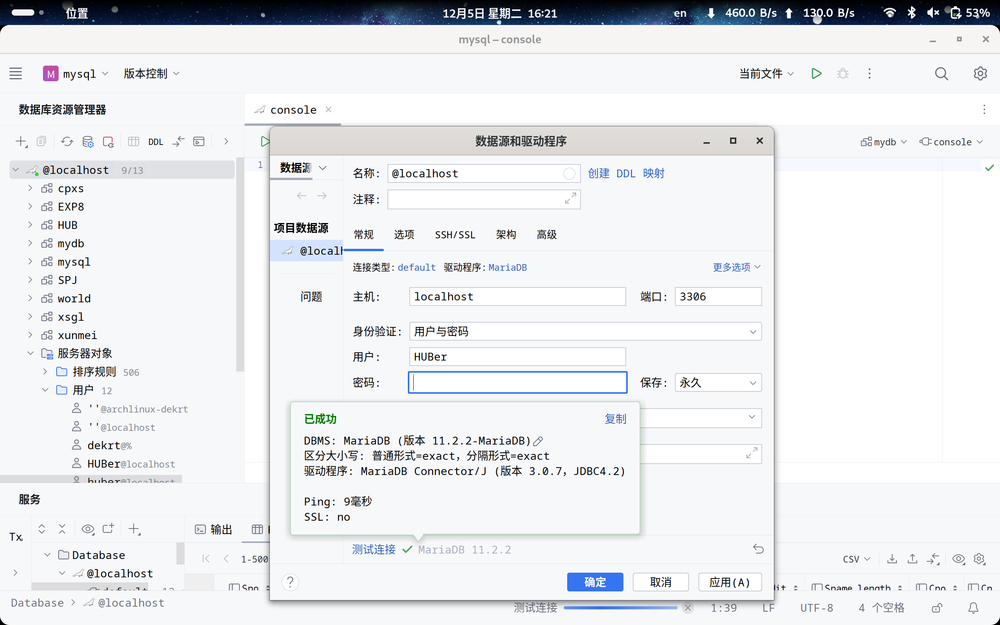 位置
12月5日 星期二 16:21
en 460.0 B/s 130.0 B/s 53%
mysql – console
M mysql 版本控制
当前文件
数据库资源管理器
console
DDL
mydb console
1
@localhost 9/13
cpxs
EXP8
HUB
mydb
mysql
SPJ
world
xsgl
xunmei
服务器对象
排序规则 506
用户 12
''@archlinux-dekrt
''@localhost
dekrt@%
HUBer@localhost
huber@localhost
数据源和驱动程序
数据源
项目数据源
@localh
问题
名称: @localhost 创建 DDL 映射
注释:
常规 选项 SSH/SSL 架构 高级
连接类型: default 驱动程序: MariaDB 更多选项
主机: localhost 端口: 3306
身份验证: 用户与密码
用户: HUBer
密码: 保存: 永久
已成功 复制
DBMS: MariaDB (版本 11.2.2-MariaDB)
区分大小写: 普通形式=exact, 分隔形式=exact
驱动程序: MariaDB Connector/J (版本 3.0.7, JDBC4.2)
Ping: 9毫秒
SSL: no
测试连接 MariaDB 11.2.2
? 确定 取消 应用(A)
服务
Tx
输出
Database
@localhost
default
1-500
CSV
Sno
Sname_length Cno
Database > @localhost
测试连接 1:39 LF UTF-8 4 个空格